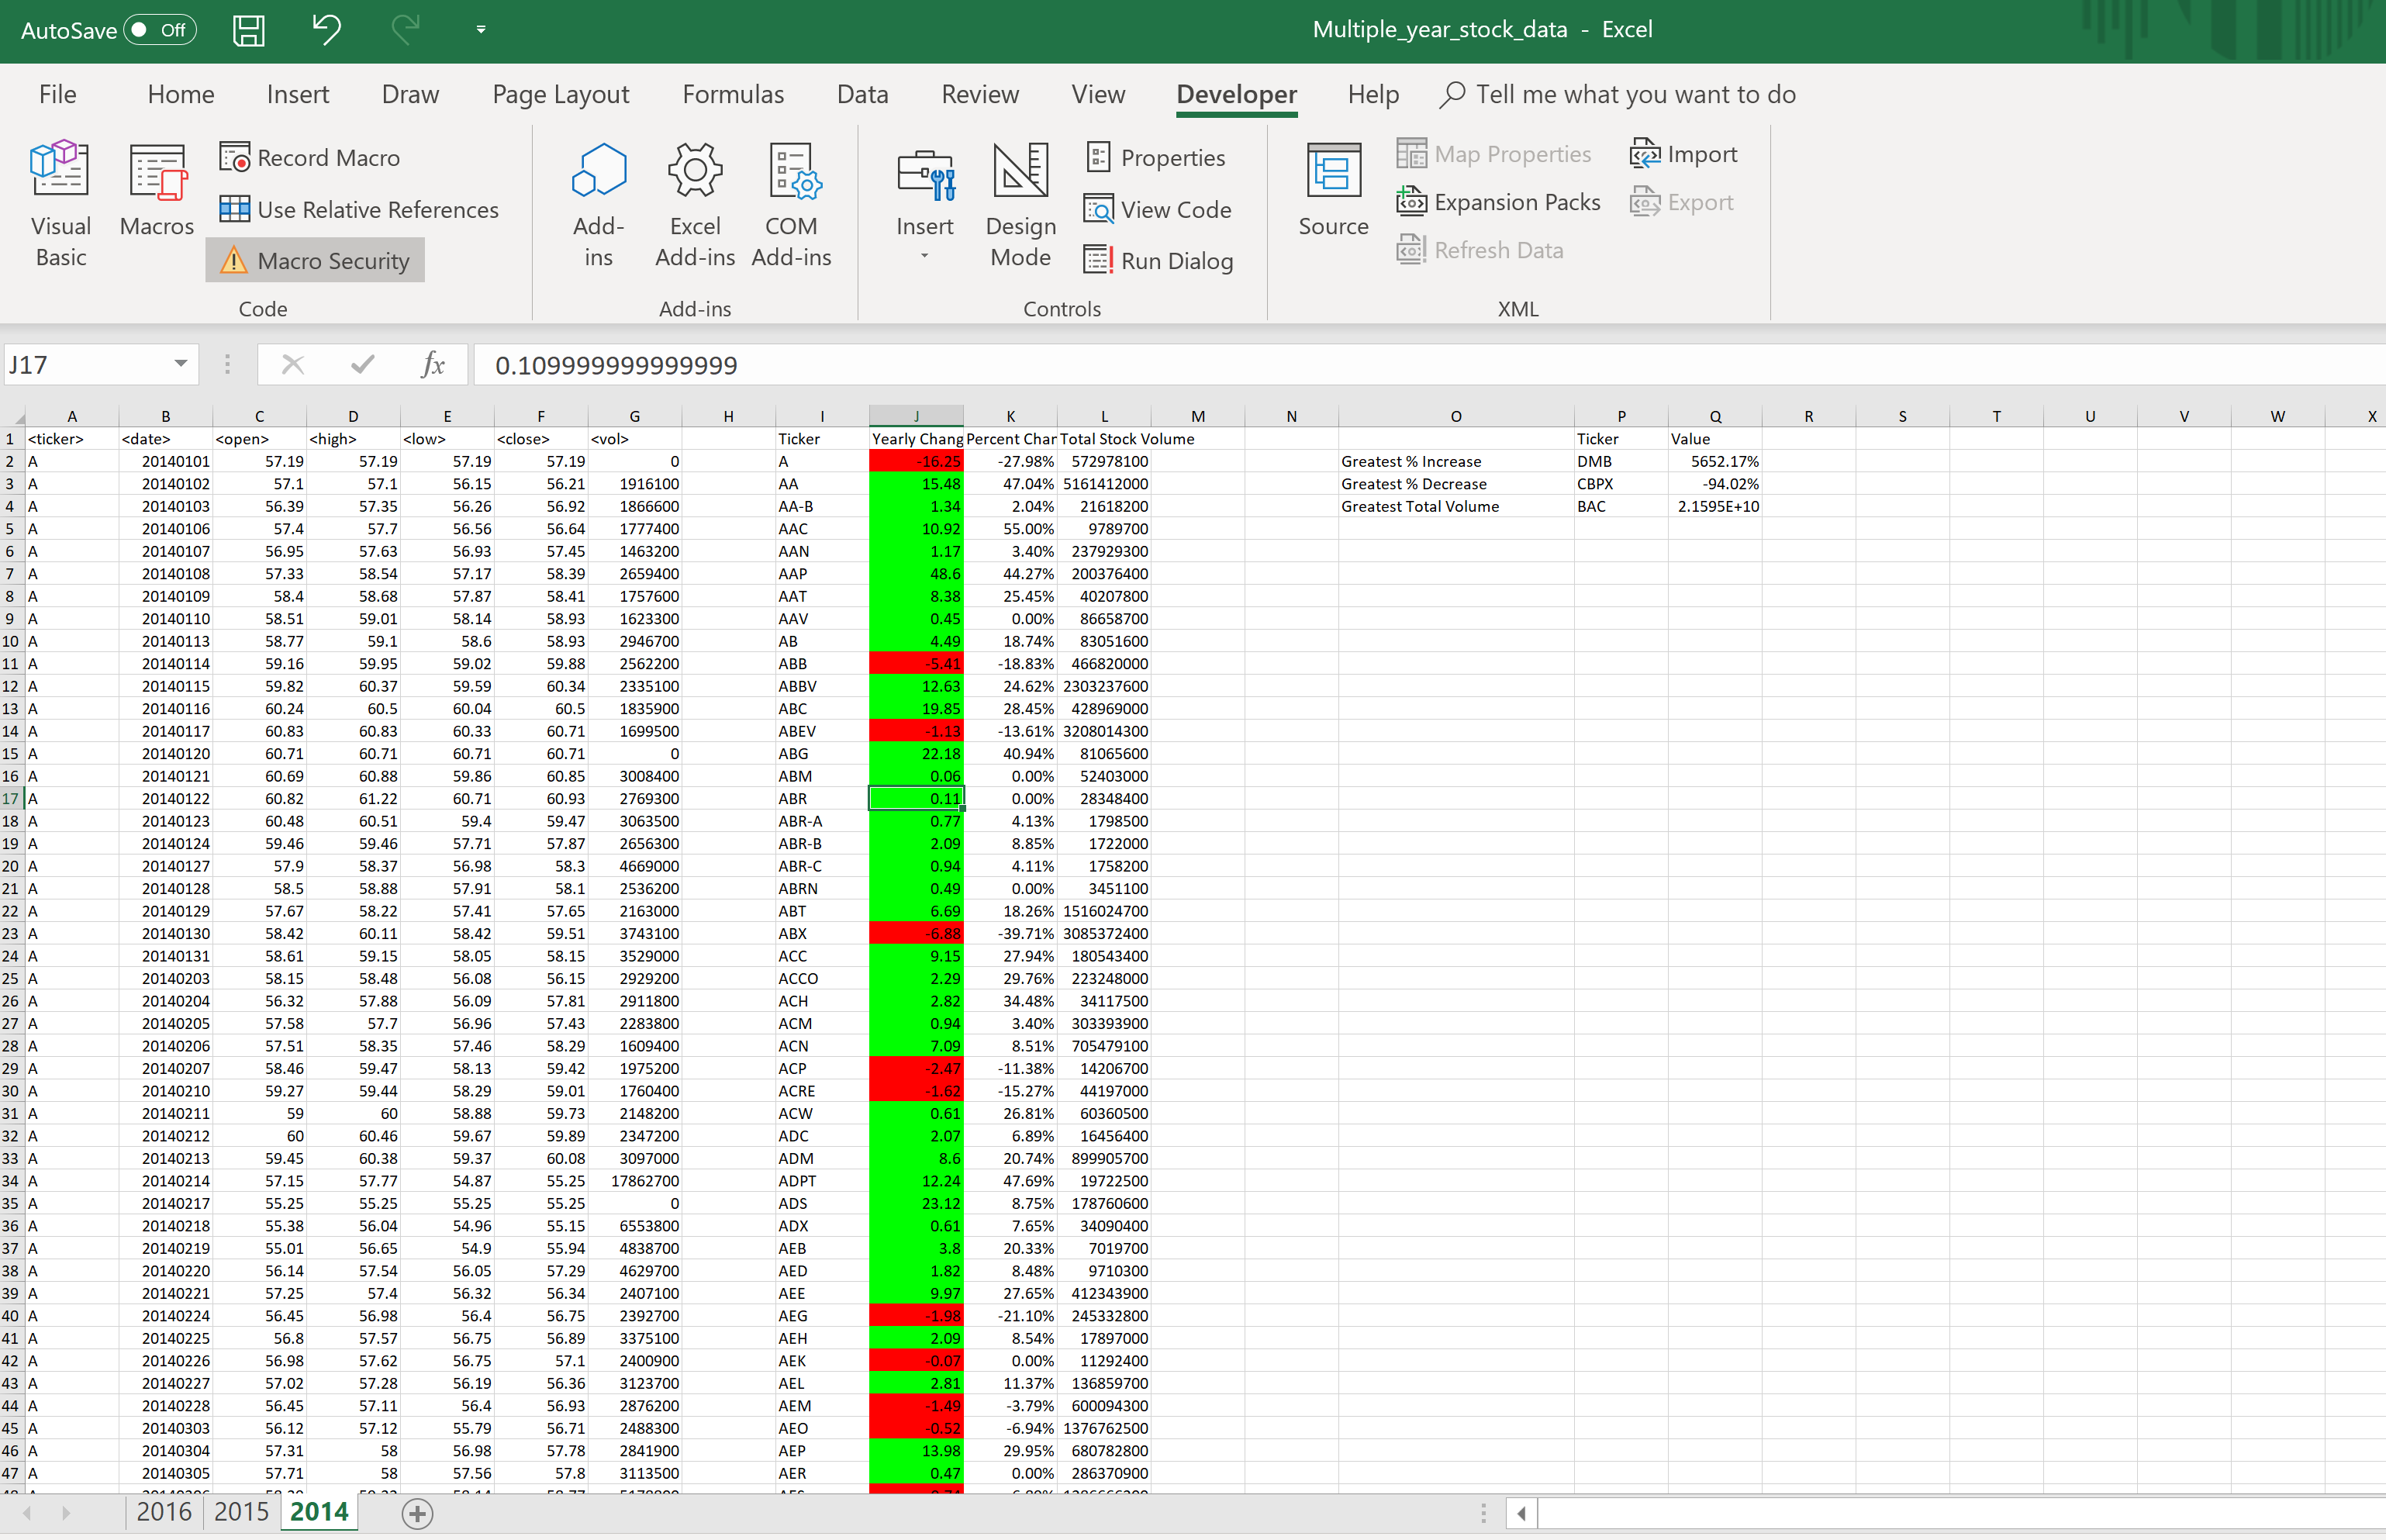 AutoSave Off Multiple_year_stock_data - Excel
File Home Insert Draw Page Layout Formulas Data Review View Developer Help Tell me what you want to do
Visual Basic
Macros
Record Macro
Use Relative References
Macro Security
Code
Add-ins
Excel Add-ins
COM Add-ins
Add-ins
Insert
Design Mode
Properties
View Code
Run Dialog
Controls
Source
Map Properties
Expansion Packs
Refresh Data
Import
Export
XML
J17 fx 0.109999999999999
A B C D E F G H I J K L M N O P Q R S T U V W X
1 <ticker> <date> <open> <high> <low> <close> <vol> Ticker Yearly Chang Percent Char Total Stock Volume Ticker Value
2 A 20140101 57.19 57.19 57.19 57.19 0 A -16.25 -27.98% 572978100 Greatest % Increase DMB 5652.17%
3 A 20140102 57.1 57.1 56.15 56.21 1916100 AA 15.48 47.04% 5161412000 Greatest % Decrease CBPX -94.02%
4 A 20140103 56.39 57.35 56.26 56.92 1866600 AA-B 1.34 2.04% 21618200 Greatest Total Volume BAC 2.1595E+10
5 A 20140106 57.4 57.7 56.56 56.64 1777400 AAC 10.92 55.00% 9789700
6 A 20140107 56.95 57.63 56.93 57.45 1463200 AAN 1.17 3.40% 237929300
7 A 20140108 57.33 58.54 57.17 58.39 2659400 AAP 48.6 44.27% 200376400
8 A 20140109 58.4 58.68 57.87 58.41 1757600 AAT 8.38 25.45% 40207800
9 A 20140110 58.51 59.01 58.14 58.93 1623300 AAV 0.45 0.00% 86658700
10 A 20140113 58.77 59.1 58.6 58.93 2946700 AB 4.49 18.74% 83051600
11 A 20140114 59.16 59.95 59.02 59.88 2562200 ABB -5.41 -18.83% 466820000
12 A 20140115 59.82 60.37 59.59 60.34 2335100 ABBV 12.63 24.62% 2303237600
13 A 20140116 60.24 60.5 60.04 60.5 1835900 ABC 19.85 28.45% 428969000
14 A 20140117 60.83 60.83 60.33 60.71 1699500 ABEV -1.13 -13.61% 3208014300
15 A 20140120 60.71 60.71 60.71 60.71 0 ABG 22.18 40.94% 81065600
16 A 20140121 60.69 60.88 59.86 60.85 3008400 ABM 0.06 0.00% 52403000
17 A 20140122 60.82 61.22 60.71 60.93 2769300 ABR 0.11 0.00% 28348400
18 A 20140123 60.48 60.51 59.4 59.47 3063500 ABR-A 0.77 4.13% 1798500
19 A 20140124 59.46 59.46 57.71 57.87 2656300 ABR-B 2.09 8.85% 1722000
20 A 20140127 57.9 58.37 56.98 58.3 4669000 ABR-C 0.94 4.11% 1758200
21 A 20140128 58.5 58.88 57.91 58.1 2536200 ABRN 0.49 0.00% 3451100
22 A 20140129 57.67 58.22 57.41 57.65 2163000 ABT 6.69 18.26% 1516024700
23 A 20140130 58.42 60.11 58.42 59.51 3743100 ABX -6.88 -39.71% 3085372400
24 A 20140131 58.61 59.15 58.05 58.15 3529000 ACC 9.15 27.94% 180543400
25 A 20140203 58.15 58.48 56.08 56.15 2929200 ACCO 2.29 29.76% 223248000
26 A 20140204 56.32 57.88 56.09 57.81 2911800 ACH 2.82 34.48% 34117500
27 A 20140205 57.58 57.7 56.96 57.43 2283800 ACM 0.94 3.40% 303393900
28 A 20140206 57.51 58.35 57.46 58.29 1609400 ACN 7.09 8.51% 705479100
29 A 20140207 58.46 59.47 58.13 59.42 1975200 ACP -2.47 -11.38% 14206700
30 A 20140210 59.27 59.44 58.29 59.01 1760400 ACRE -1.62 -15.27% 44197000
31 A 20140211 59 60 58.88 59.73 2148200 ACW 0.61 26.81% 60360500
32 A 20140212 60 60.46 59.67 59.89 2347200 ADC 2.07 6.89% 16456400
33 A 20140213 59.45 60.38 59.37 60.08 3097000 ADM 8.6 20.74% 899905700
34 A 20140214 57.15 57.77 54.87 55.25 17862700 ADPT 12.24 47.69% 19722500
35 A 20140217 55.25 55.25 55.25 55.25 0 ADS 23.12 8.75% 178760600
36 A 20140218 55.38 56.04 54.96 55.15 6553800 ADX 0.61 7.65% 34090400
37 A 20140219 55.01 56.65 54.9 55.94 4838700 AEB 3.8 20.33% 7019700
38 A 20140220 56.14 57.54 56.05 57.29 4629700 AED 1.82 8.48% 9710300
39 A 20140221 57.25 57.4 56.32 56.34 2407100 AEE 9.97 27.65% 412343900
40 A 20140224 56.45 56.98 56.4 56.75 2392700 AEG -1.98 -21.10% 245332800
41 A 20140225 56.8 57.57 56.75 56.89 3375100 AEH 2.09 8.54% 17897000
42 A 20140226 56.98 57.62 56.75 57.1 2400900 AEK -0.07 0.00% 11292400
43 A 20140227 57.02 57.28 56.19 56.36 3123700 AEL 2.81 11.37% 136859700
44 A 20140228 56.45 57.11 56.4 56.93 2876200 AEM -1.49 -3.79% 600094300
45 A 20140303 56.12 57.12 55.79 56.71 2488300 AEO -0.52 -6.94% 1376762500
46 A 20140304 57.31 58 56.98 57.78 2841900 AEP 13.98 29.95% 680782800
47 A 20140305 57.71 58 57.56 57.8 3113500 AER 0.47 0.00% 286370900
2016 2015 2014